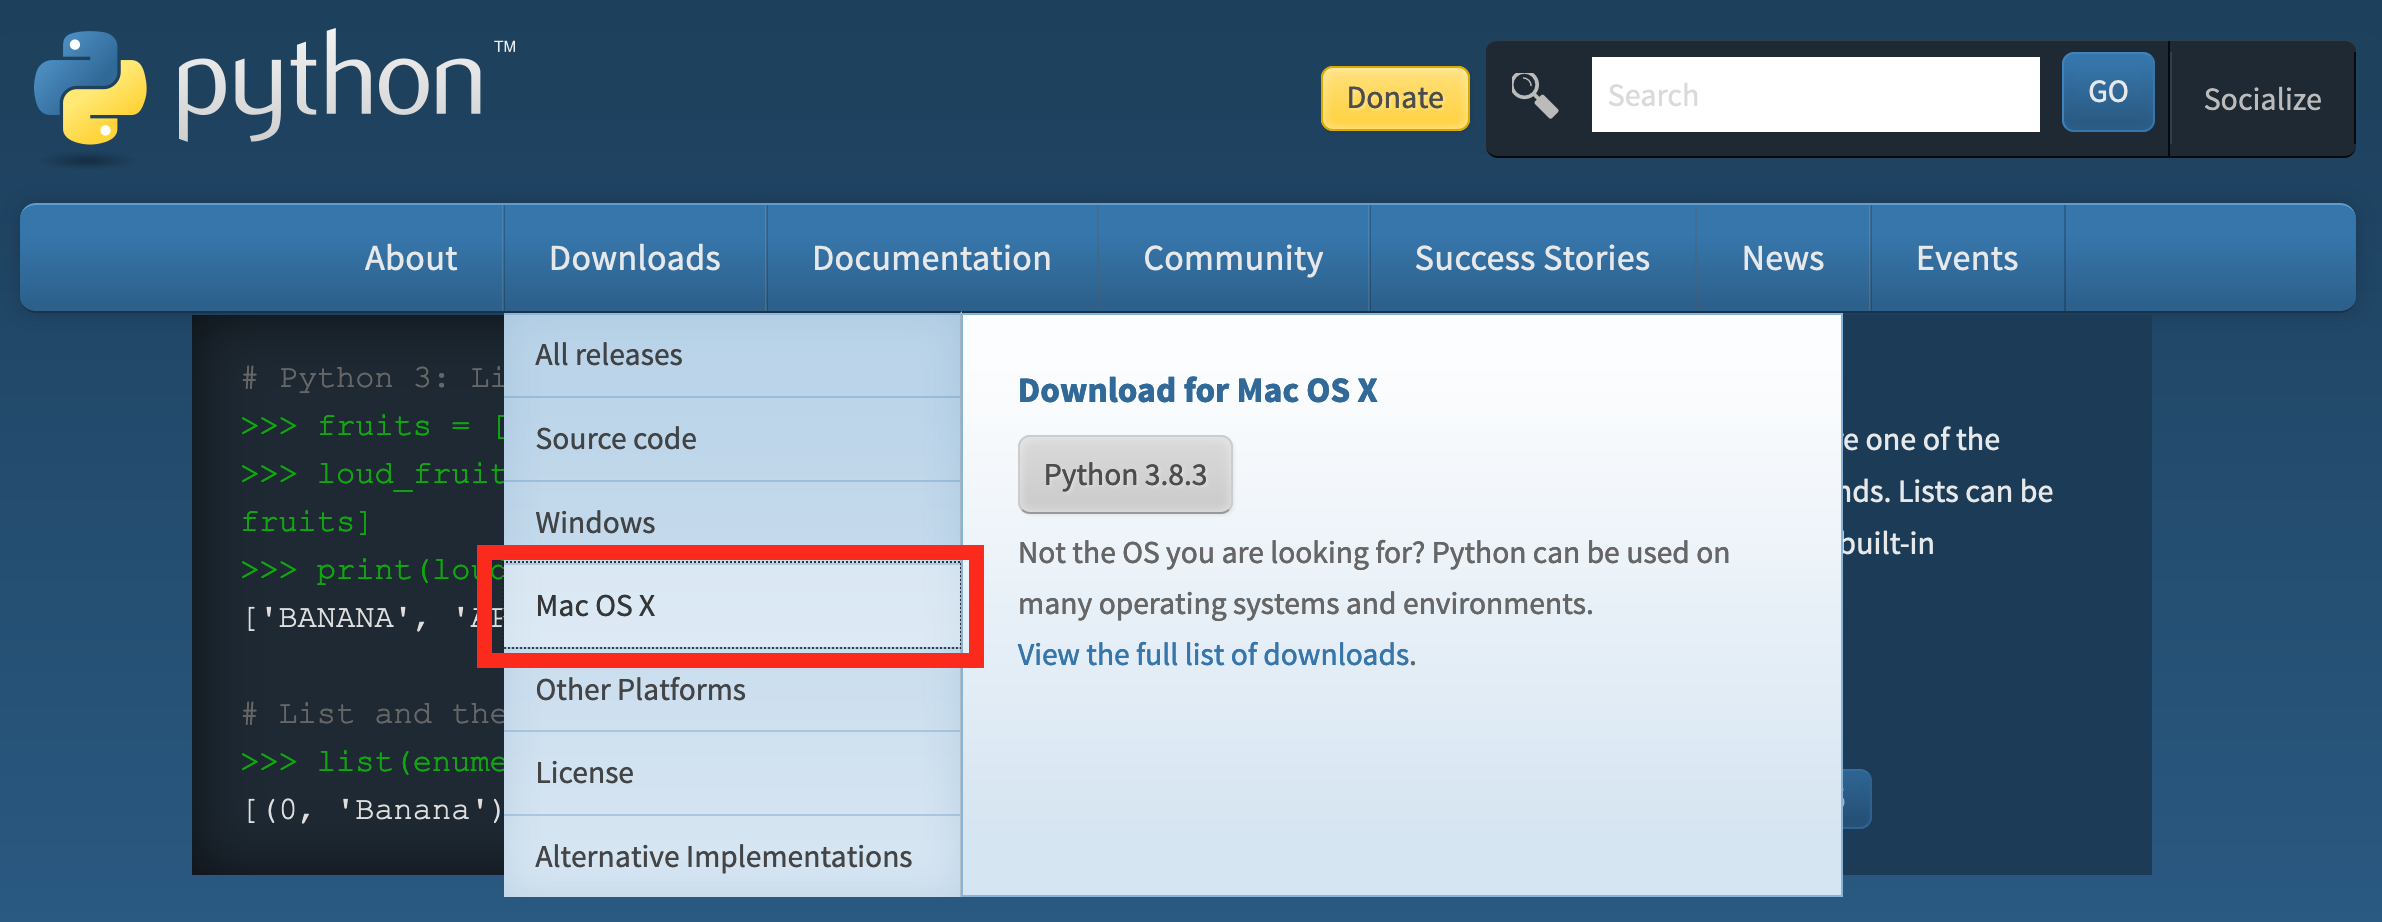 python™
Donate
Search
GO
Socialize
About
Downloads
Documentation
Community
Success Stories
News
Events
# Python 3: Li
>>> fruits = [
>>> loud_fruit
fruits]
>>> print(louc
['BANANA', 'AP
# List and the
>>> list(enume
[(0, 'Banana')
All releases
Source code
Windows
Mac OS X
Other Platforms
License
Alternative Implementations
Download for Mac OS X
Python 3.8.3
Not the OS you are looking for? Python can be used on
many operating systems and environments.
View the full list of downloads.
e one of the
nds. Lists can be
built-in